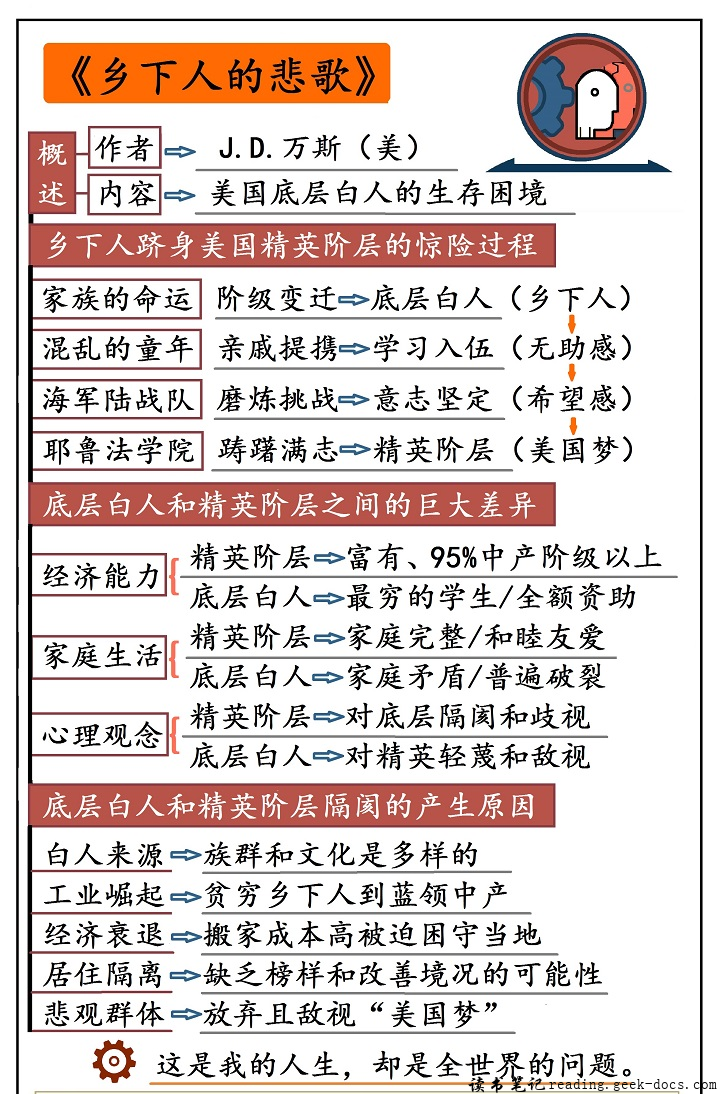 《乡下人的悲歌》
概述
作者 J.D.万斯（美）
内容 美国底层白人的生存困境
乡下人跻身美国精英阶层的惊险过程
家族的命运 阶级变迁⇨底层白人（乡下人）
混乱的童年 亲戚提携⇨学习入伍（无助感）
海军陆战队 磨炼挑战⇨意志坚定（希望感）
耶鲁法学院 踌躇满志⇨精英阶层（美国梦）
底层白人和精英阶层之间的巨大差异
经济能力
精英阶层⇨富有、95%中产阶级以上
底层白人⇨最穷的学生/全额资助
家庭生活
精英阶层⇨家庭完整/和睦友爱
底层白人⇨家庭矛盾/普遍破裂
心理观念
精英阶层⇨对底层隔阂和歧视
底层白人⇨对精英轻蔑和敌视
底层白人和精英阶层隔阂的产生原因
白人来源⇨族群和文化是多样的
工业崛起⇨贫穷乡下人到蓝领中产
经济衰退⇨搬家成本高被迫困守当地
居住隔离⇨缺乏榜样和改善境况的可能性
悲观群体⇨放弃且敌视“美国梦”
这是我的人生，却是全世界的问题。
读书笔记reading.geek-docs.com